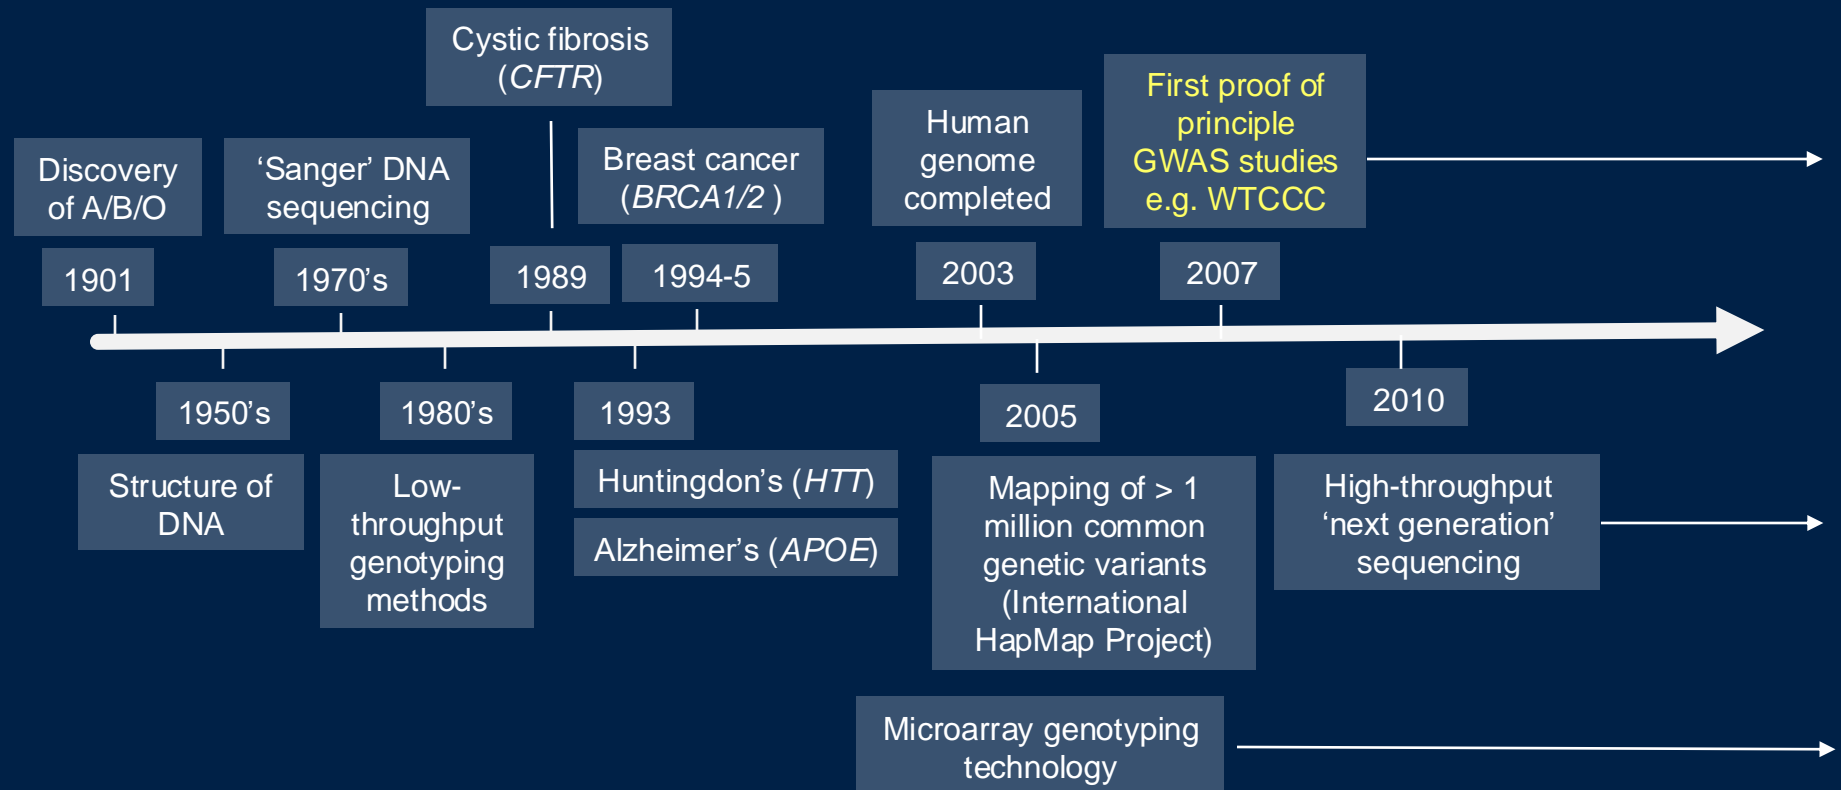 Cystic fibrosis
(CFTR)
Discovery
of A/B/O
‘Sanger’ DNA
sequencing
Breast cancer
(BRCA1/2 )
Human
genome
completed
First proof of
principle
GWAS studies
e.g. WTCCC
1901
1970’s
1989
1994-5
2003
2007
1950’s
1980’s
1993
2005
2010
Structure of
DNA
Low-
throughput
genotyping
methods
Huntingdon’s (HTT)
Alzheimer’s (APOE)
Mapping of > 1
million common
genetic variants
(International
HapMap Project)
High-throughput
‘next generation’
sequencing
Microarray genotyping
technology